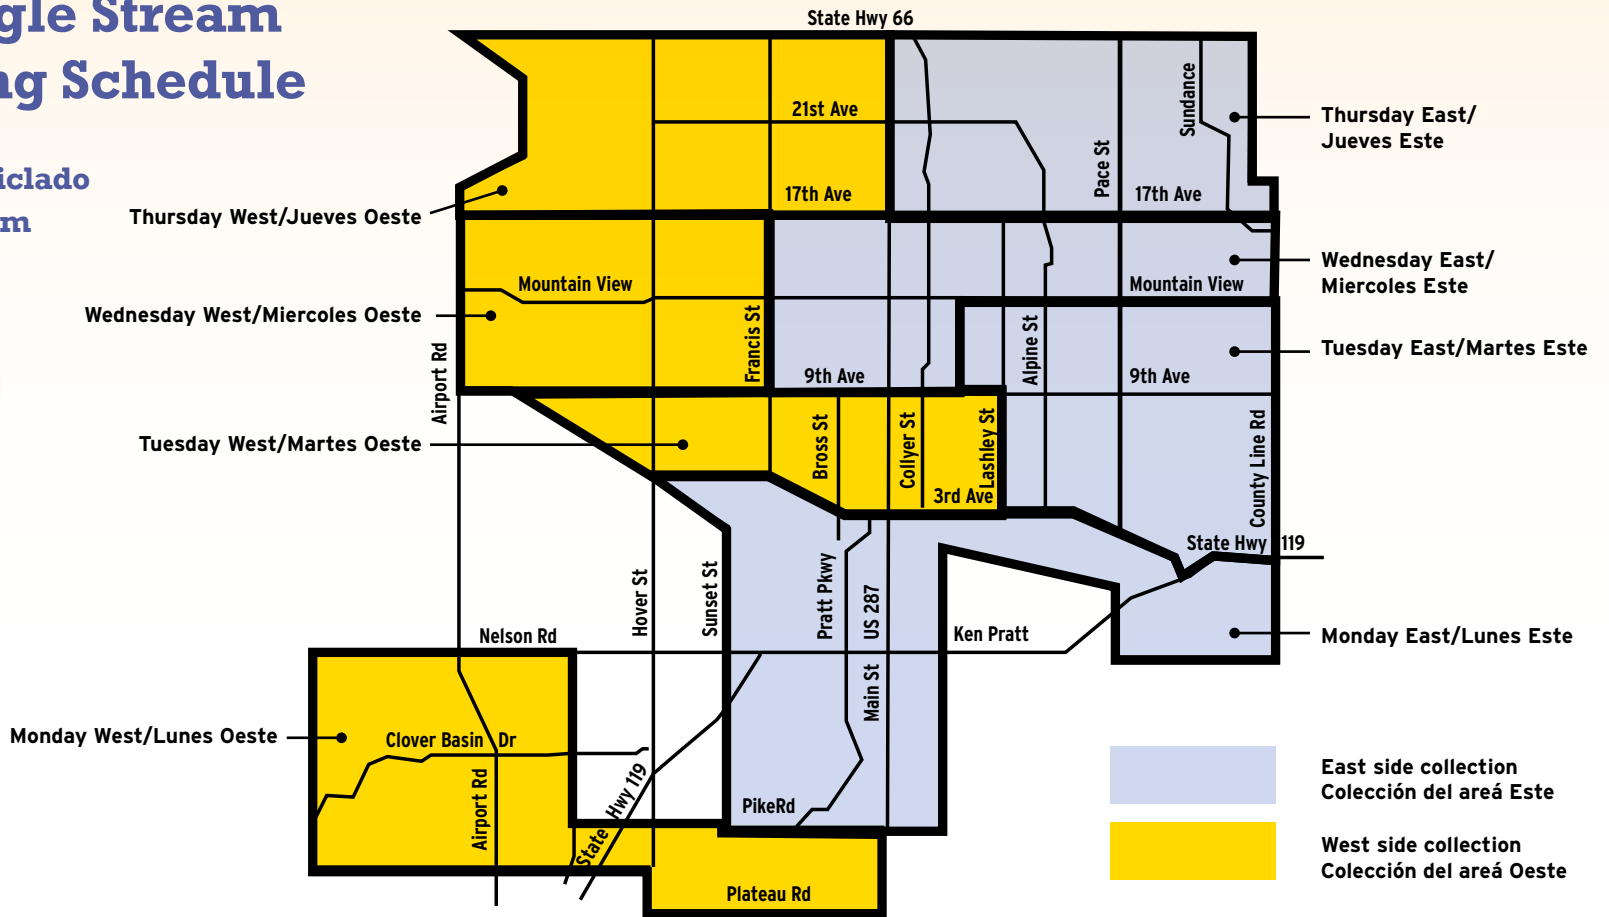 gle Stream
ng Schedule
iclado
m
State Hwy 66
21st Ave
17th Ave
Pace St
Sundance
17th Ave
Thursday East/
Jueves Este
Thursday West/Jueves Oeste
Wednesday East/
Miercoles Este
Mountain View
Mountain View
Wednesday West/Miercoles Oeste
Airport Rd
Francis St
9th Ave
Alpine St
9th Ave
Tuesday East/Martes Este
Tuesday West/Martes Oeste
Bross St
Collyer St
Lashley St
3rd Ave
County Line Rd
State Hwy 119
Hover St
Sunset St
Pratt Pkwy
US 287
Main St
Nelson Rd
Ken Pratt
Monday East/Lunes Este
Monday West/Lunes Oeste
Clover Basin Dr
Airport Rd
State Hwy 119
PikeRd
Plateau Rd
East side collection
Colección del areá Este
West side collection
Colección del areá Oeste